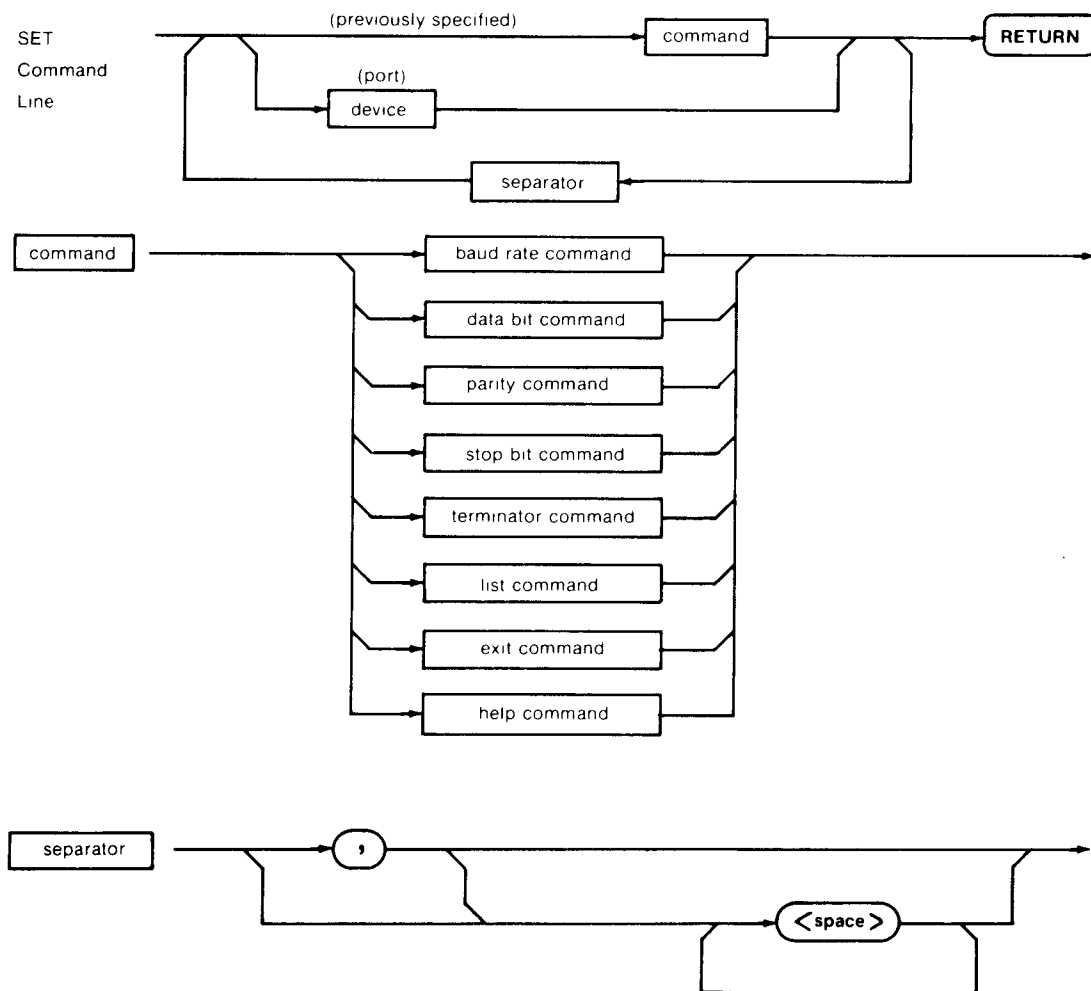 (previously specified)
SET
Command
Line
command
RETURN
(port)
device
separator
command
baud rate command
data bit command
parity command
stop bit command
terminator command
list command
exit command
help command
separator
,
<space>